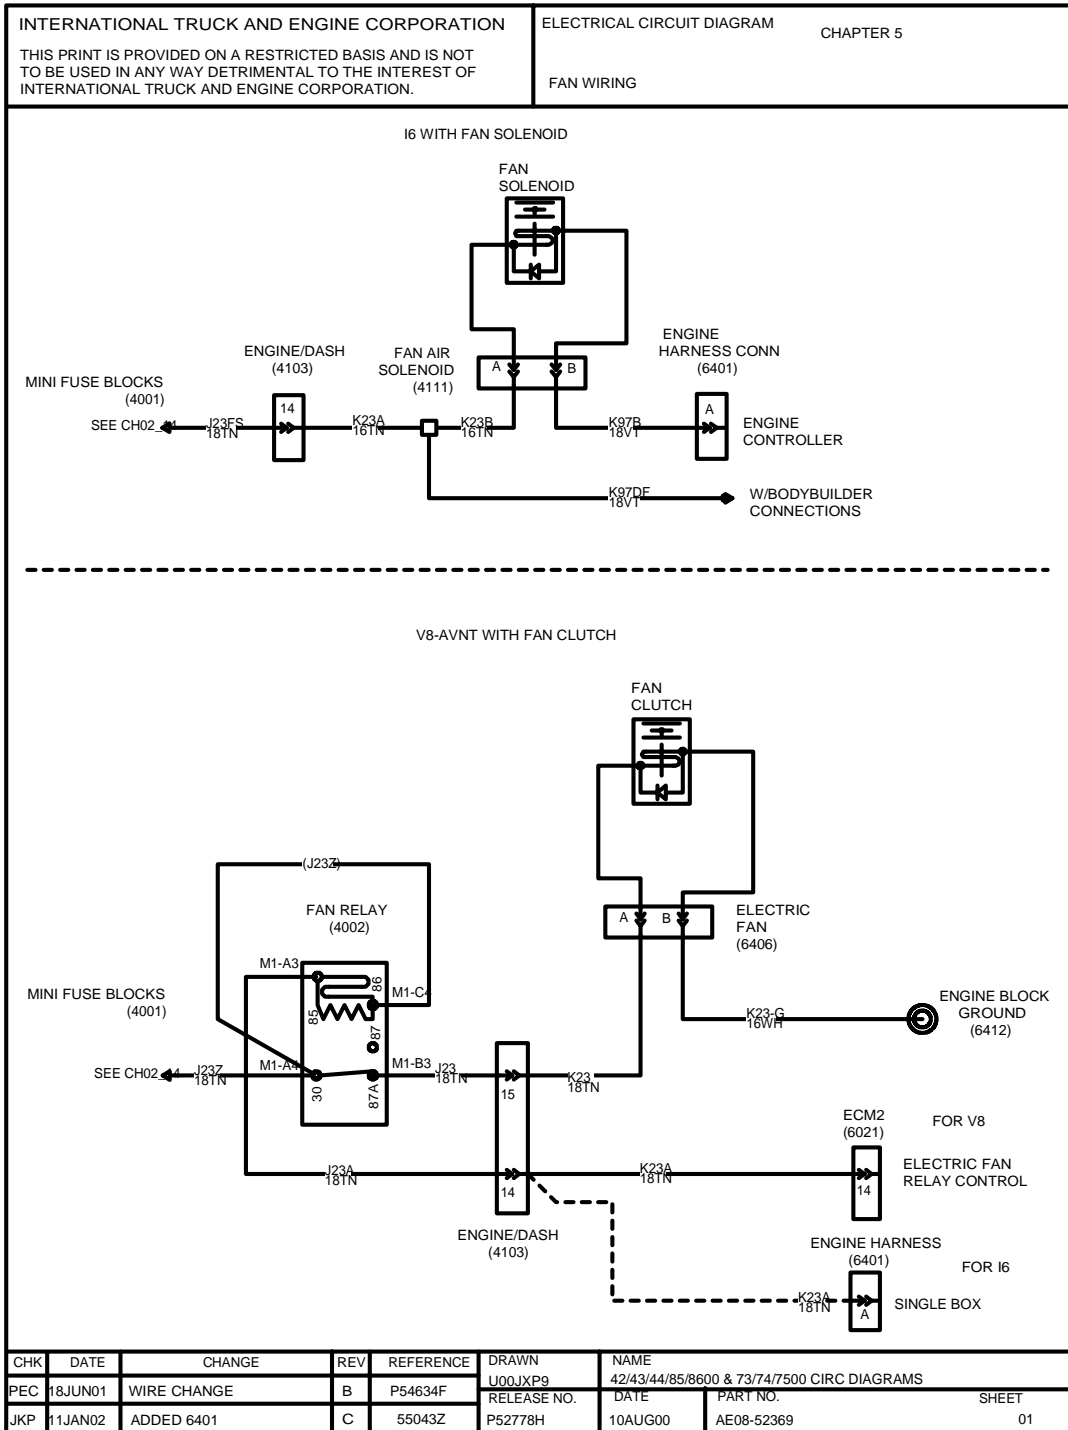 INTERNATIONAL TRUCK AND ENGINE CORPORATION
THIS PRINT IS PROVIDED ON A RESTRICTED BASIS AND IS NOT
TO BE USED IN ANY WAY DETRIMENTAL TO THE INTEREST OF
INTERNATIONAL TRUCK AND ENGINE CORPORATION.
ELECTRICAL CIRCUIT DIAGRAM
CHAPTER 5
FAN WIRING
I6 WITH FAN SOLENOID
FAN
SOLENOID
ENGINE/DASH
(4103)
FAN AIR
SOLENOID
(4111)
A
B
ENGINE
HARNESS CONN
(6401)
MINI FUSE BLOCKS
(4001)
SEE CH02_14
J23FS
18TN
14
K23A
16TN
K23B
16TN
K97B
18VT
A
ENGINE
CONTROLLER
K97DF
18VT
W/BODYBUILDER
CONNECTIONS
V8-AVNT WITH FAN CLUTCH
FAN
CLUTCH
(J23Z)
FAN RELAY
(4002)
A
B
ELECTRIC
FAN
(6406)
M1-A3
86
M1-C4
85
87
MINI FUSE BLOCKS
(4001)
K23-G
16WH
ENGINE BLOCK
GROUND
(6412)
SEE CH02_14
J23Z
18TN
M1-A4
30
87A
M1-B3
J23
18TN
15
K23
18TN
ECM2
(6021)
FOR V8
J23A
18TN
14
K23A
18TN
14
ELECTRIC FAN
RELAY CONTROL
ENGINE/DASH
(4103)
ENGINE HARNESS
(6401)
FOR I6
K23A
18TN
A
SINGLE BOX
CHK DATE CHANGE REV REFERENCE
PEC 18JUN01 WIRE CHANGE B P54634F
JKP 11JAN02 ADDED 6401 C 55043Z
DRAWN
U00JXP9
RELEASE NO.
P52778H
NAME
42/43/44/85/8600 & 73/74/7500 CIRC DIAGRAMS
DATE
10AUG00
PART NO.
AE08-52369
SHEET
01